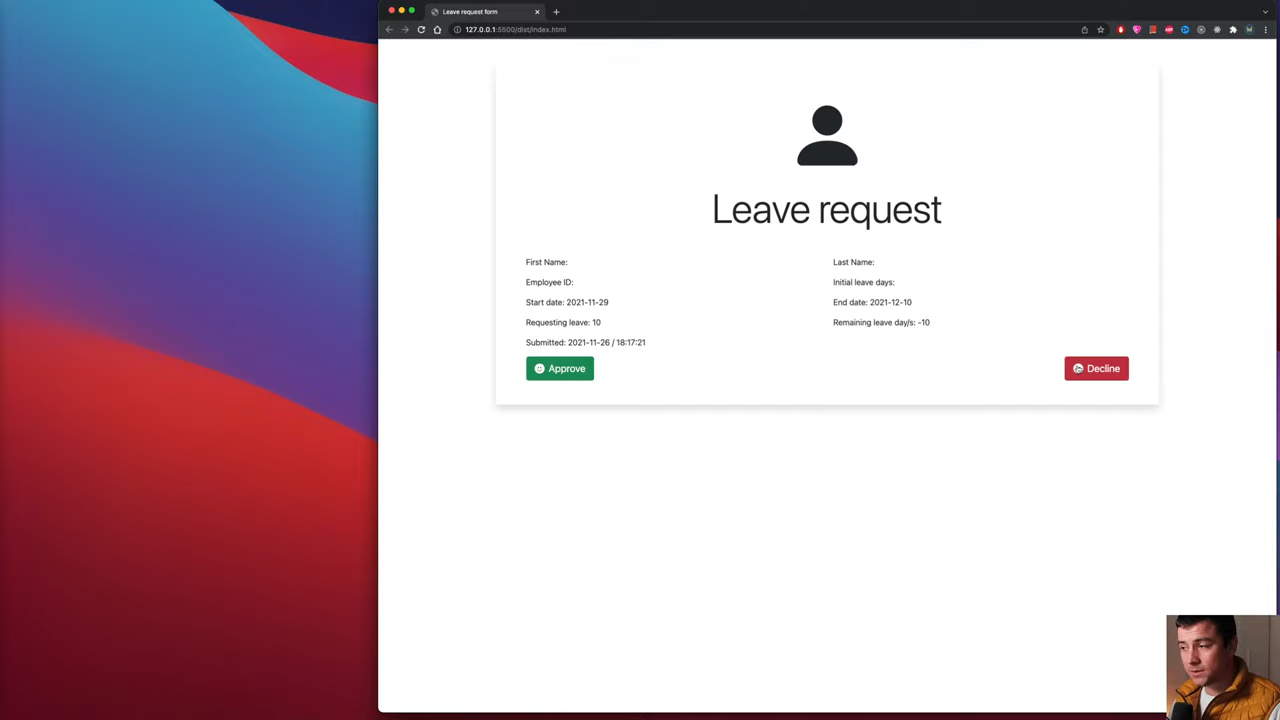 Leave request form
127.0.0.1:5500/dist/index.html
Leave request
First Name:
Last Name:
Employee ID:
Initial leave days:
Start date: 2021-11-29
End date: 2021-12-10
Requesting leave: 10
Remaining leave day/s: -10
Submitted: 2021-11-26 / 18:17:21
Approve
Decline